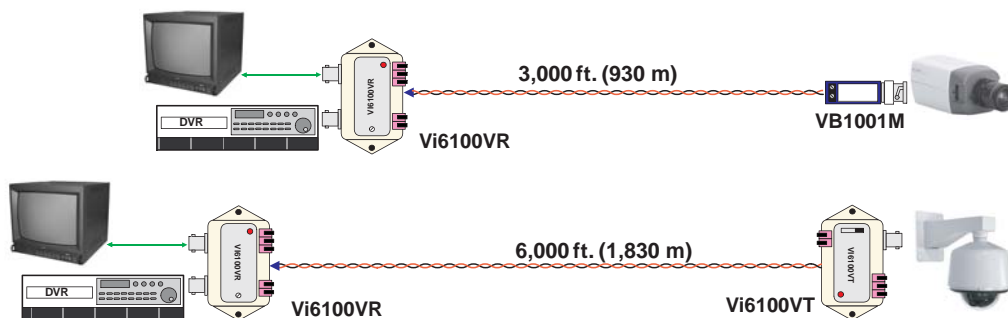 3,000 ft. (930 m)
VI6100VR
DVR
VB1001M
Vi6100VR
6,000 ft. (1,830 m)
VI6100VR
VI6100VT
DVR
Vi6100VR
Vi6100VT